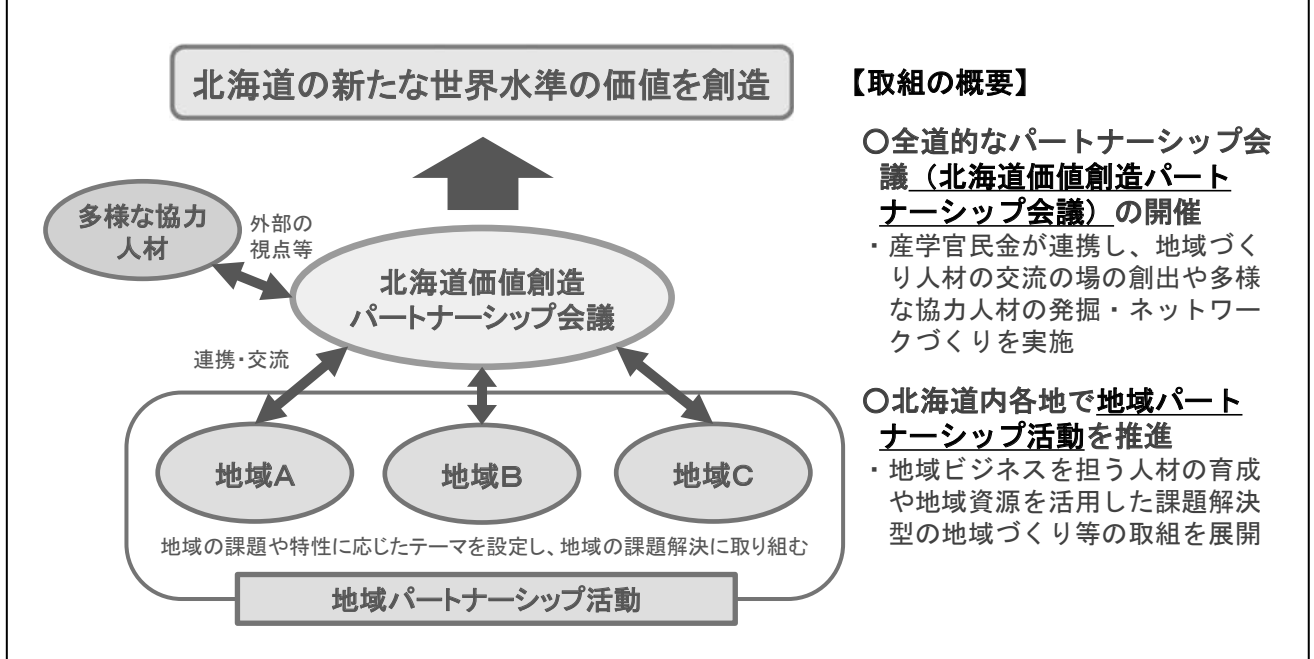 北海道の新たな世界水準の価値を創造
多様な協力
人材
外部の
視点等
北海道価値創造
パートナーシップ会議
連携・交流
地域A
地域B
地域C
地域の課題や特性に応じたテーマを設定し、地域の課題解決に取り組む
地域パートナーシップ活動
【取組の概要】
〇全道的なパートナーシップ会
議（北海道価値創造パート
ナーシップ会議）の開催
・産学官民金が連携し、地域づく
り人材の交流の場の創出や多様
な協力人材の発掘・ネットワー
クづくりを実施
〇北海道内各地で地域パート
ナーシップ活動を推進
・地域ビジネスを担う人材の育成
や地域資源を活用した課題解決
型の地域づくり等の取組を展開